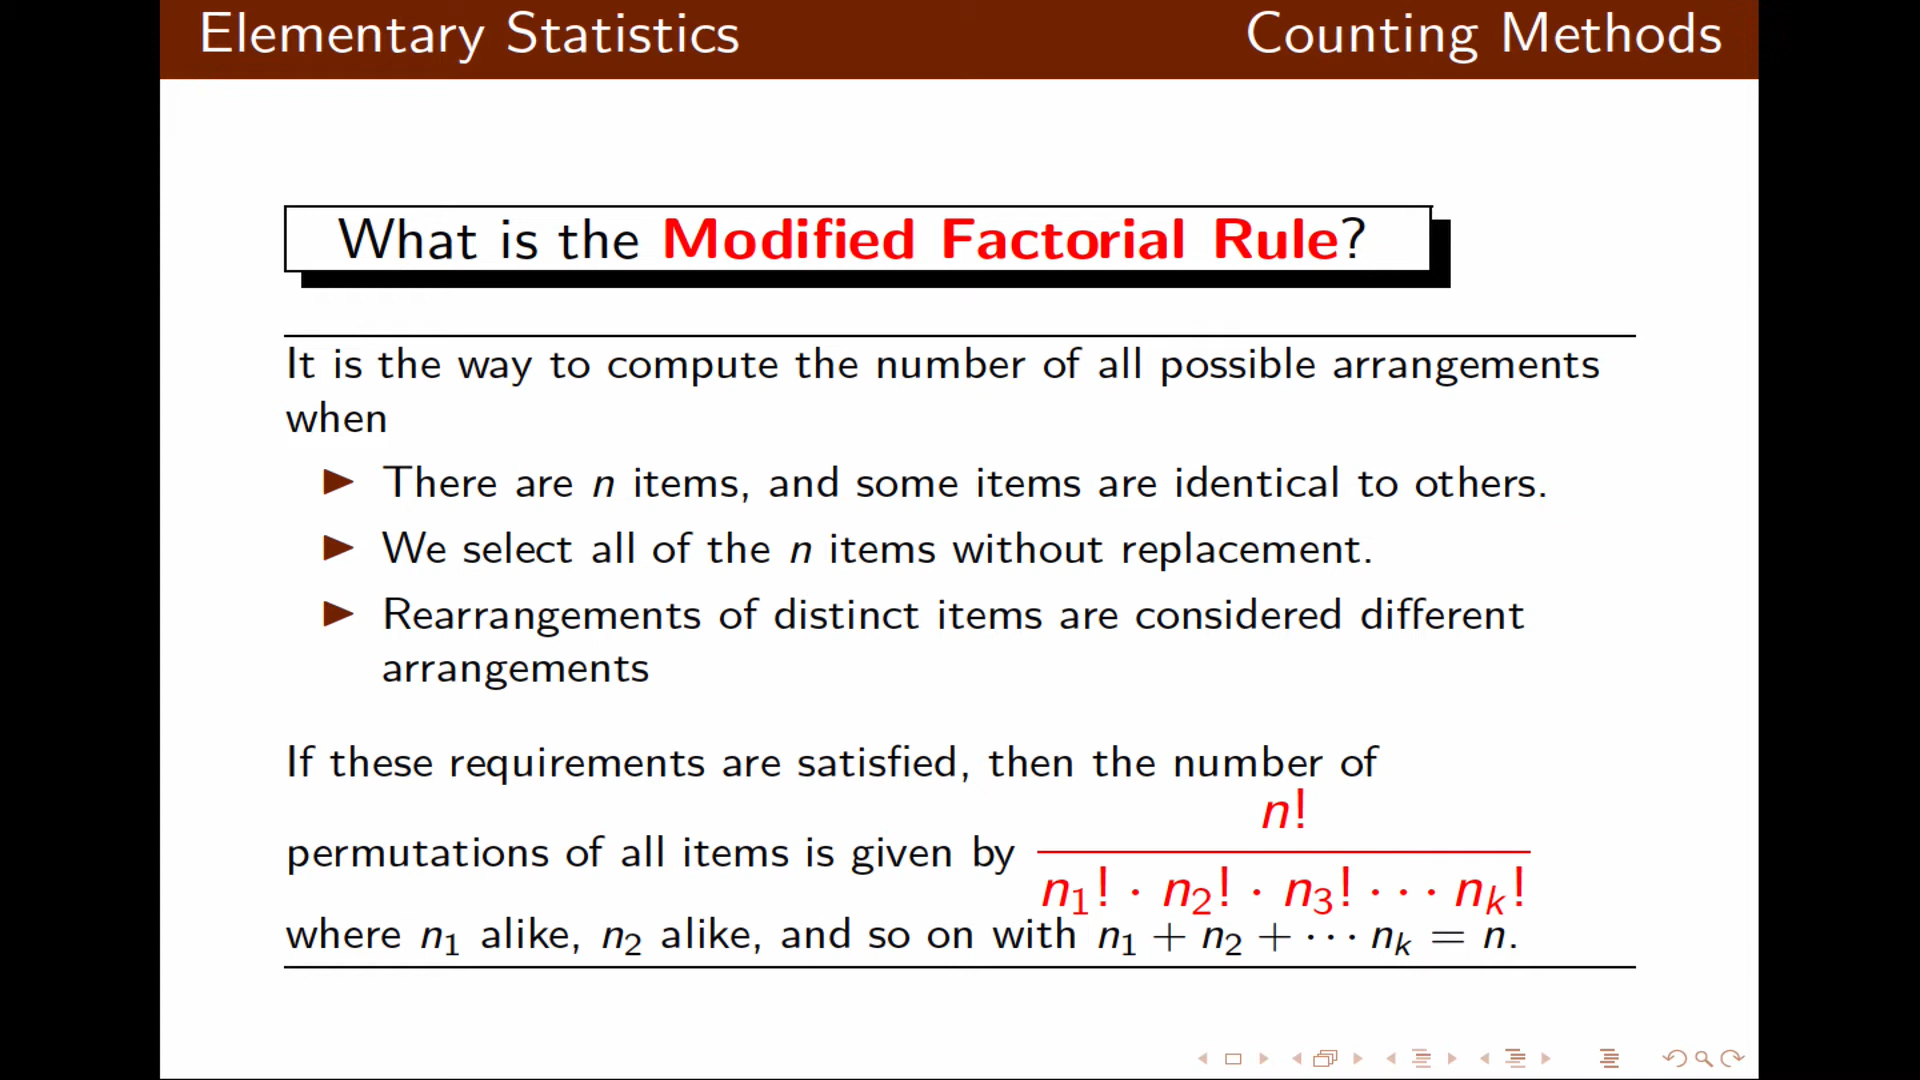 Elementary Statistics Counting Methods
What is the Modified Factorial Rule?
It is the way to compute the number of all possible arrangements
when
There are n items, and some items are identical to others.
We select all of the n items without replacement.
Rearrangements of distinct items are considered different
arrangements
If these requirements are satisfied, then the number of
permutations of all items is given by n! / n₁! · n₂! · n₃! · · · nₖ!
where n₁ alike, n₂ alike, and so on with n₁ + n₂ + · · · nₖ = n.